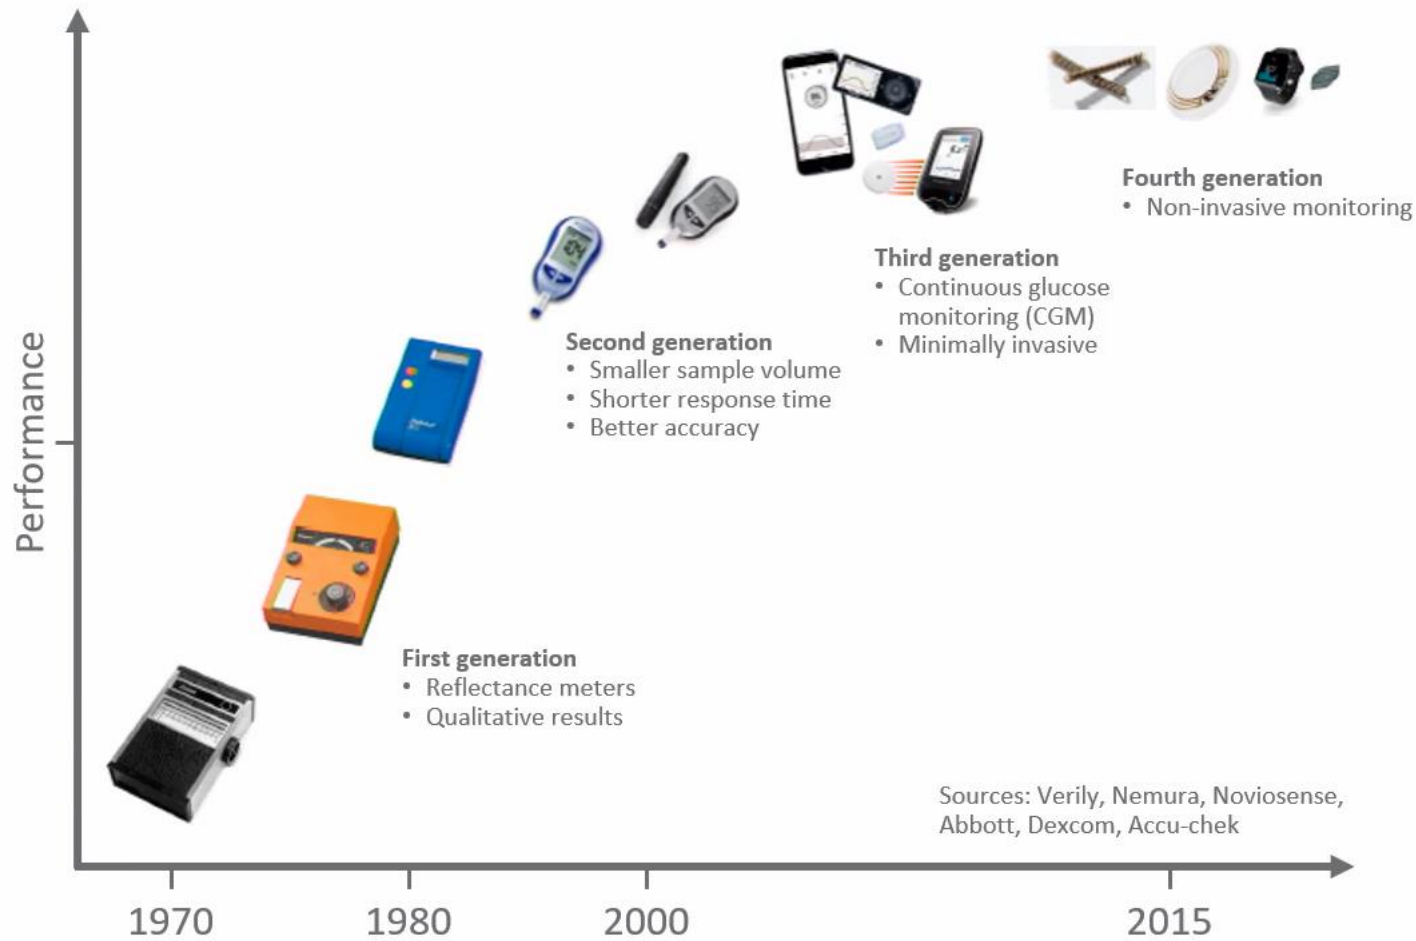 Performance
Fourth generation
• Non-invasive monitoring
Third generation
• Continuous glucose
monitoring (CGM)
• Minimally invasive
Second generation
• Smaller sample volume
• Shorter response time
• Better accuracy
First generation
• Reflectance meters
• Qualitative results
Sources: Verily, Nemura, Noviosense,
Abbott, Dexcom, Accu-chek
1970
1980
2000
2015